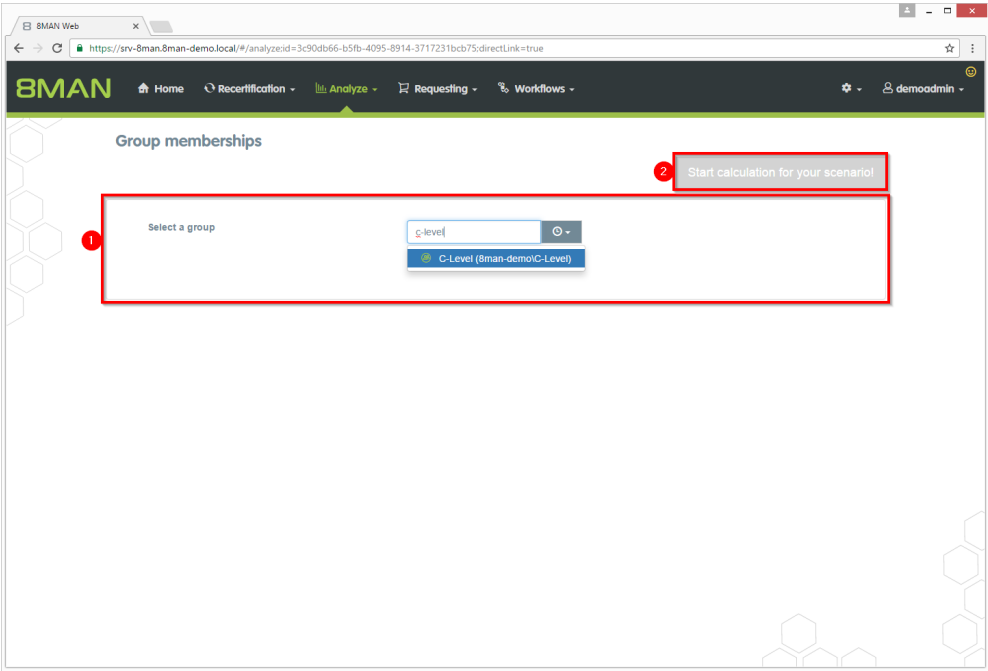 8MAN Web
https://srv-8man.8man-demo.local/#/analyze;id=3c90db66-b5fb-4095-8914-3717231bcb75;directLink=true
8MAN Home Recertification Analyze Requesting Workflows demoadmin
Group memberships
2 Start calculation for your scenario!
1 Select a group c-level
C-Level (8man-demo\C-Level)